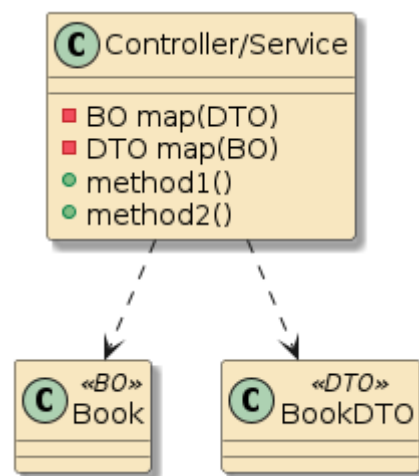 C Controller/Service
BO map(DTO)
DTO map(BO)
method1()
method2()
C «BO»
Book
C «DTO»
BookDTO